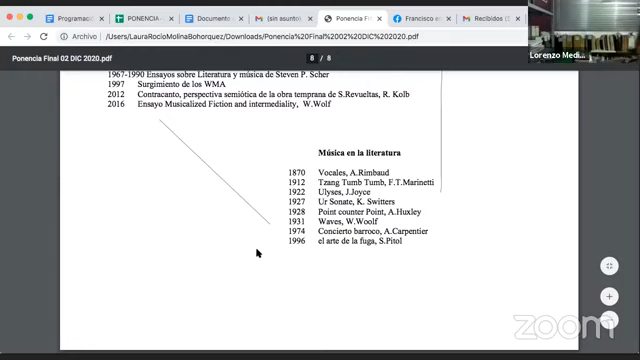 Programació
PONENCIA
Documento
(sin asunto)
Ponencia FIN
Francisco en
Recibidos
Archivo /Users/LauraRocioMolinaBohorquez/Downloads/Ponencia%20Final%2002%20DIC%202020.pdf
Lorenzo Medi...
Ponencia Final 02 DIC 2020.pdf
8 / 8
1967-1990 Ensayos sobre Literatura y música de Steven P. Scher
1997 Surgimiento de los WMA
2012 Contracanto, perspectiva semiótica de la obra temprana de S.Revueltas, R. Kolb
2016 Ensayo Musicalized Fiction and intermediality, W.Wolf
Música en la literatura
1870 Vocales, A.Rimbaud
1912 Tzang Tumb Tumb, F.T.Marinetti
1922 Ulyses, J.Joyce
1927 Ur Sonate, K. Switters
1928 Point counter Point, A.Huxley
1931 Waves, W.Woolf
1974 Concierto barroco, A.Carpentier
1996 el arte de la fuga, S.Pitol
zoom